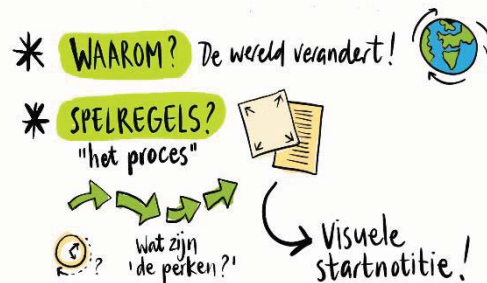 * WAAROM? De wereld verandert!
* SPELREGELS?
"het proces"
?
Wat zijn
'de perken?'
Visuele
startnotitie!